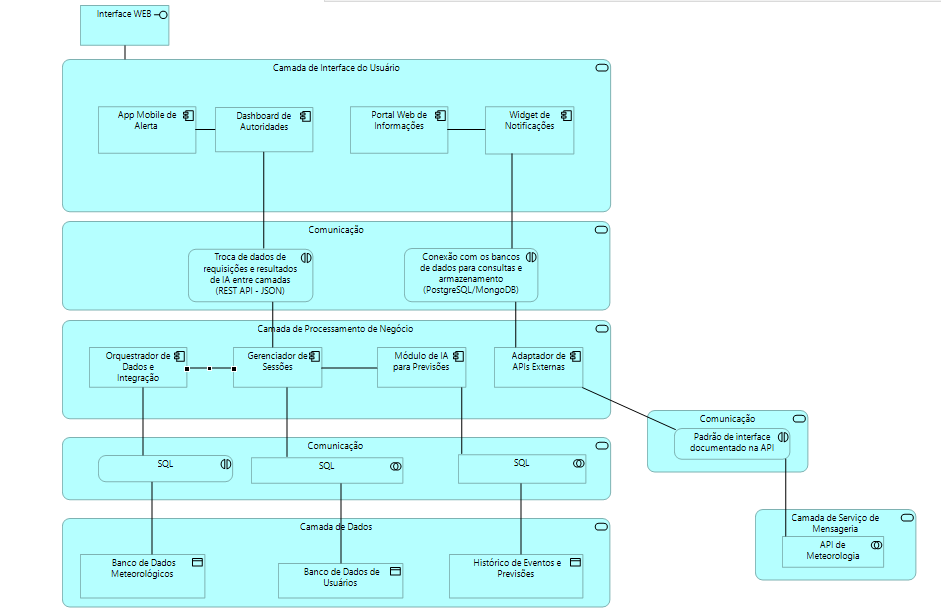 Interface WEB
Camada de Interface do Usuário
App Mobile de
Alerta
Dashboard de
Autoridades
Portal Web de
Informações
Widget de
Notificações
Comunicação
Troca de dados de
requisições e resultados
de IA entre camadas
(REST API - JSON)
Conexão com os bancos
de dados para consultas e
armazenamento
(PostgreSQL/MongoDB)
Camada de Processamento de Negócio
Orquestrador de
Dados e
Integração
Gerenciador de
Sessões
Módulo de IA
para Previsões
Adaptador de
APIs Externas
Comunicação
Padrão de interface
documentado na API
Comunicação
SQL
SQL
SQL
Camada de Dados
Banco de Dados
Meteorológicos
Banco de Dados de
Usuários
Histórico de Eventos e
Previsões
Camada de Serviço de
Mensageria
API de
Meteorologia